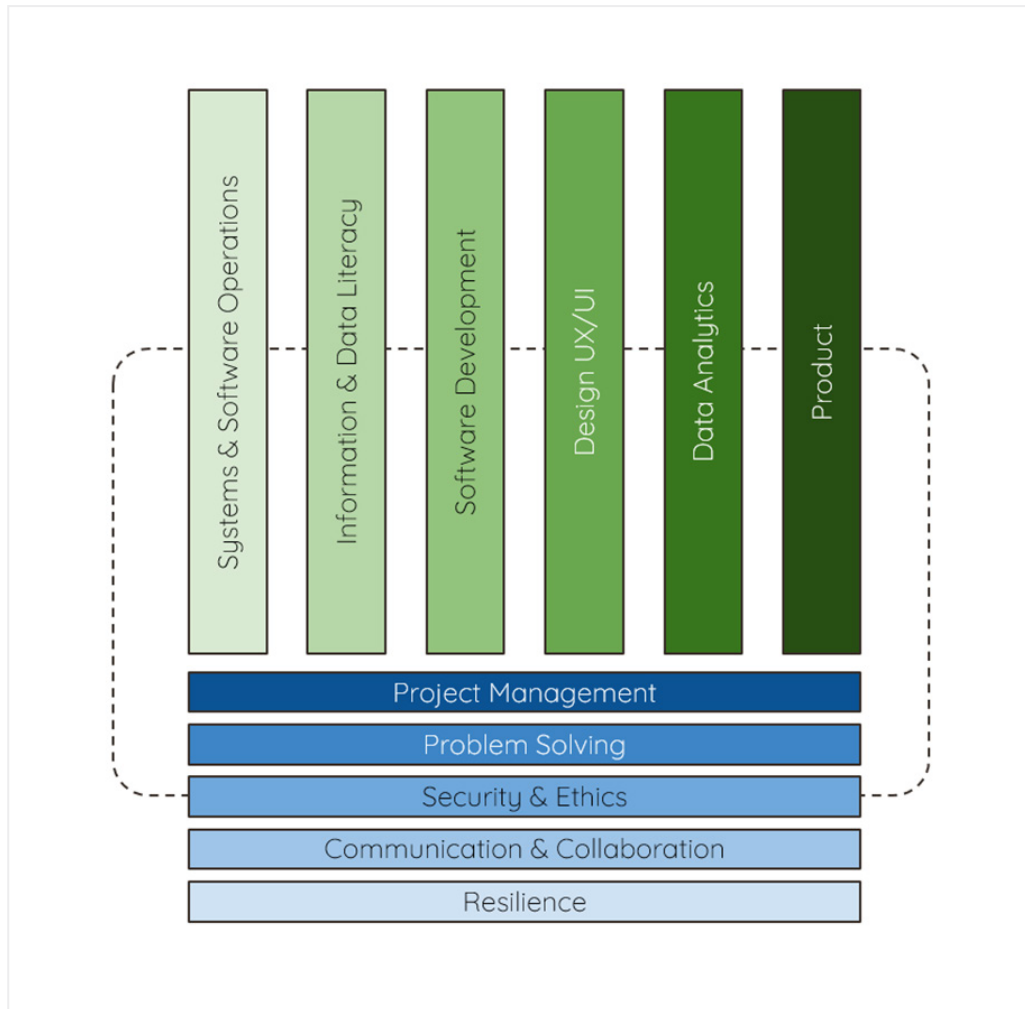 Systems & Software Operations
Information & Data Literacy
Software Development
Design UX/UI
Data Analytics
Product
Project Management
Problem Solving
Security & Ethics
Communication & Collaboration
Resilience